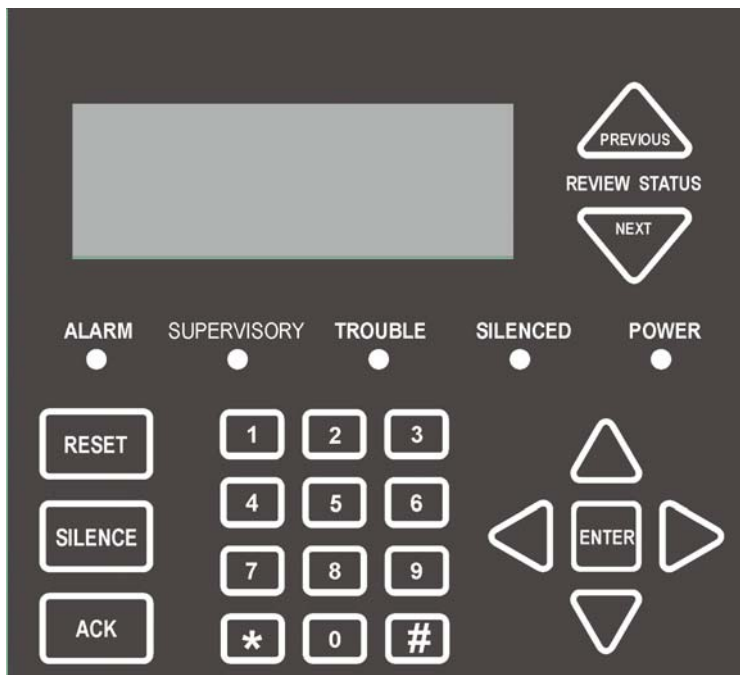 PREVIOUS
REVIEW STATUS
NEXT
ALARM SUPERVISORY TROUBLE SILENCED POWER
RESET
1 2 3
SILENCE
4 5 6
ENTER
7 8 9
ACK
* 0 #